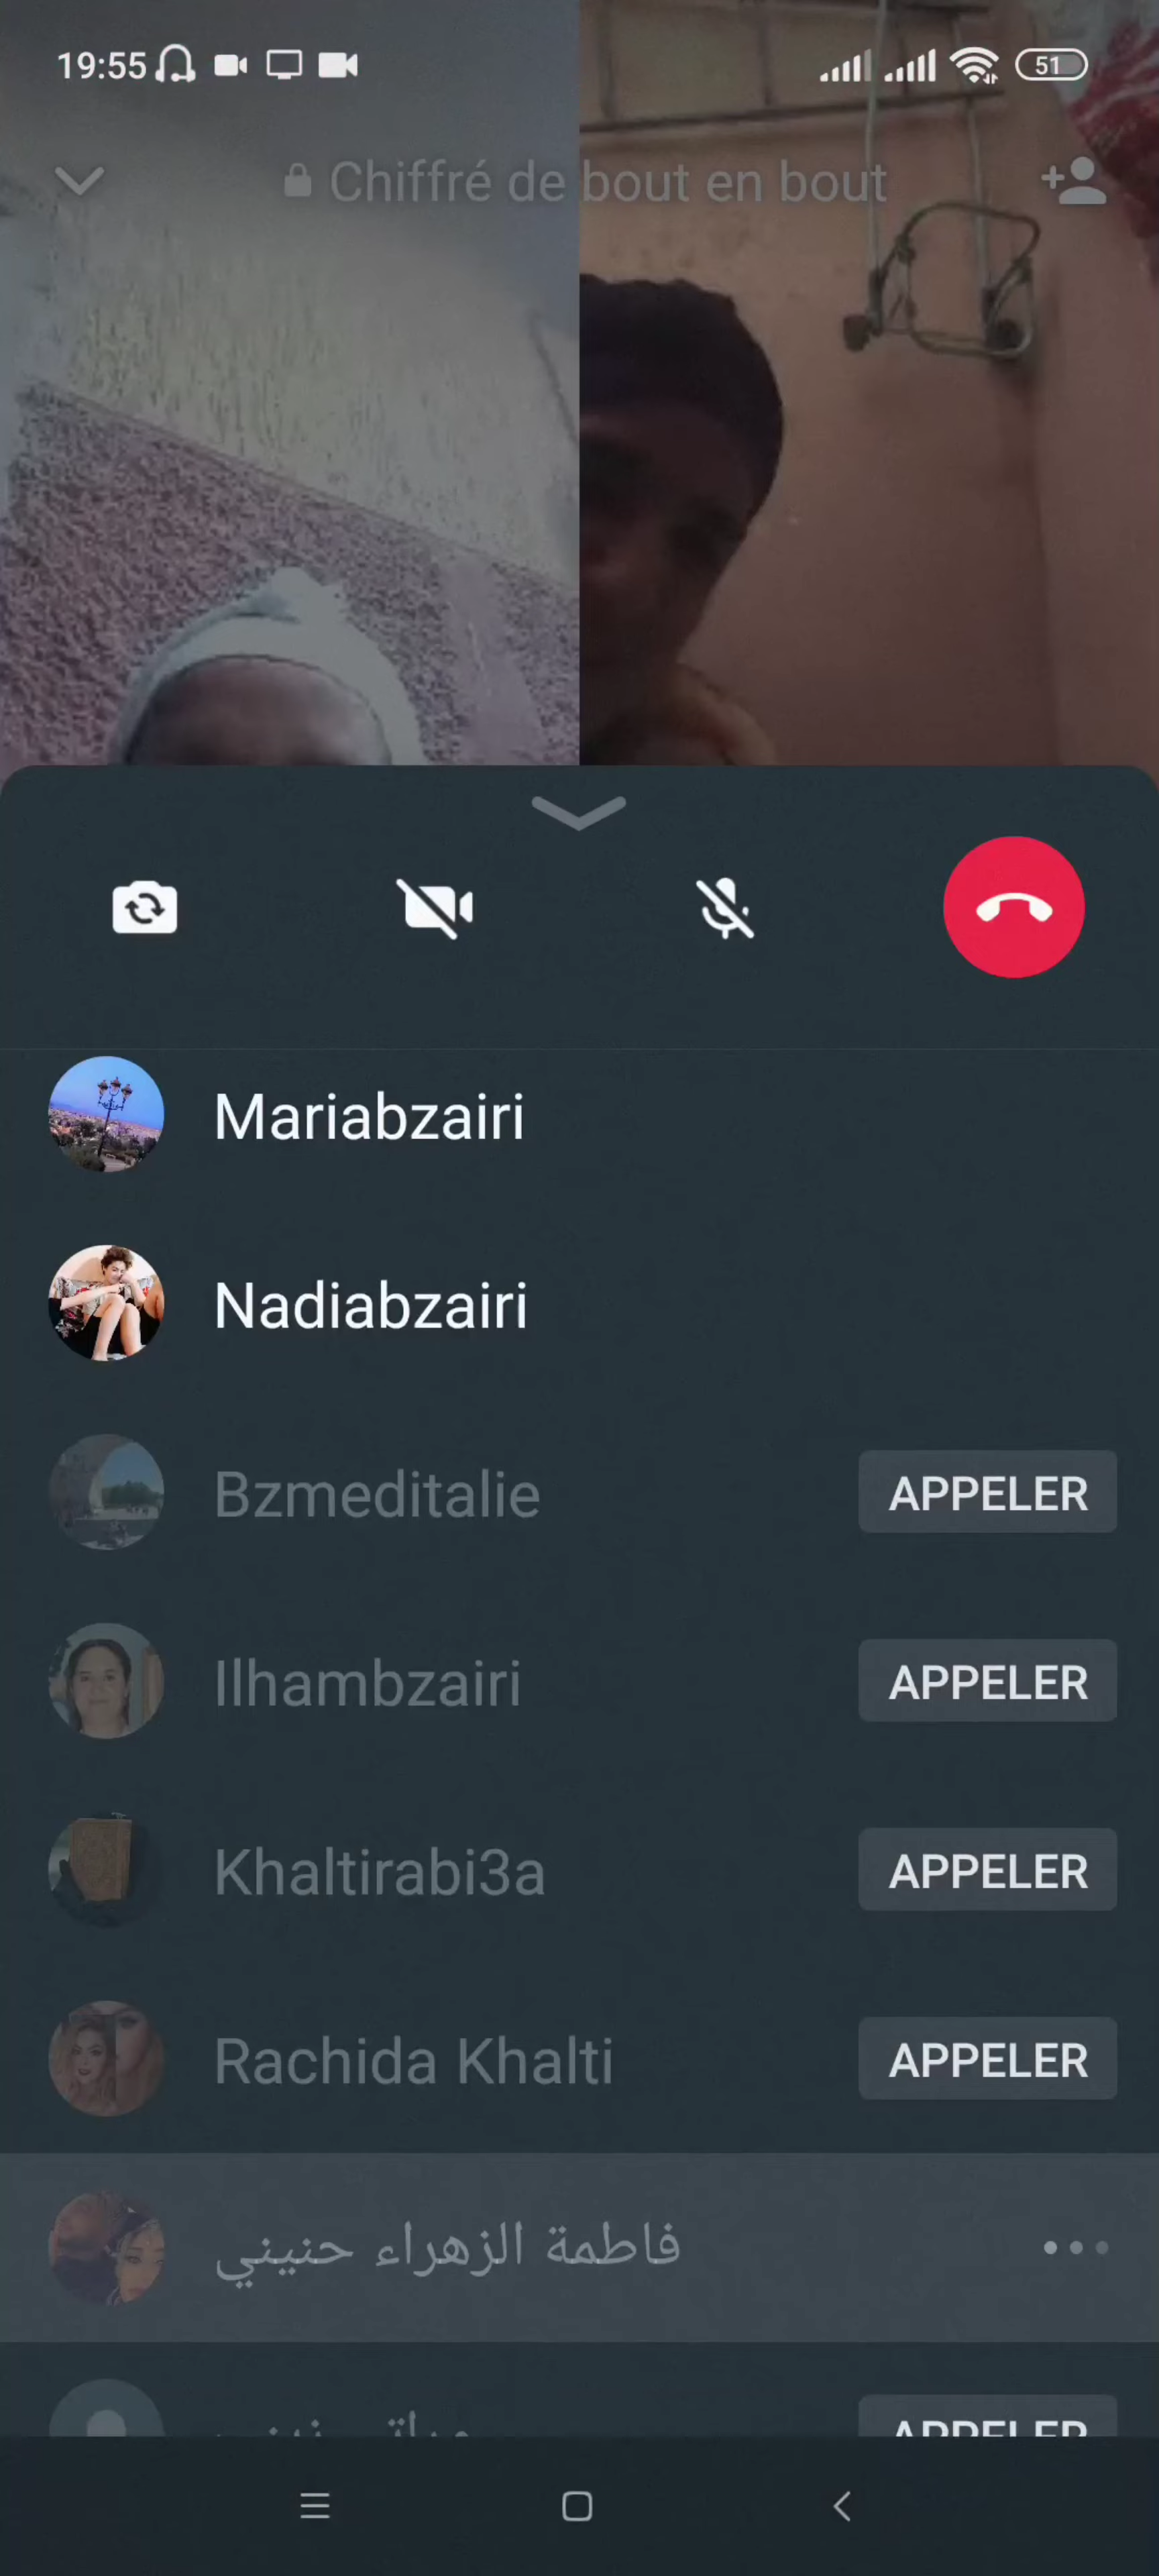 19:55
51
Chiffré de bout en bout
Mariabzairi
Nadiabzairi
Bzmeditalie
APPELER
Ilhambzairi
APPELER
Khaltirabi3a
APPELER
Rachida Khalti
APPELER
فاطمة الزهراء حنيني
APPELER